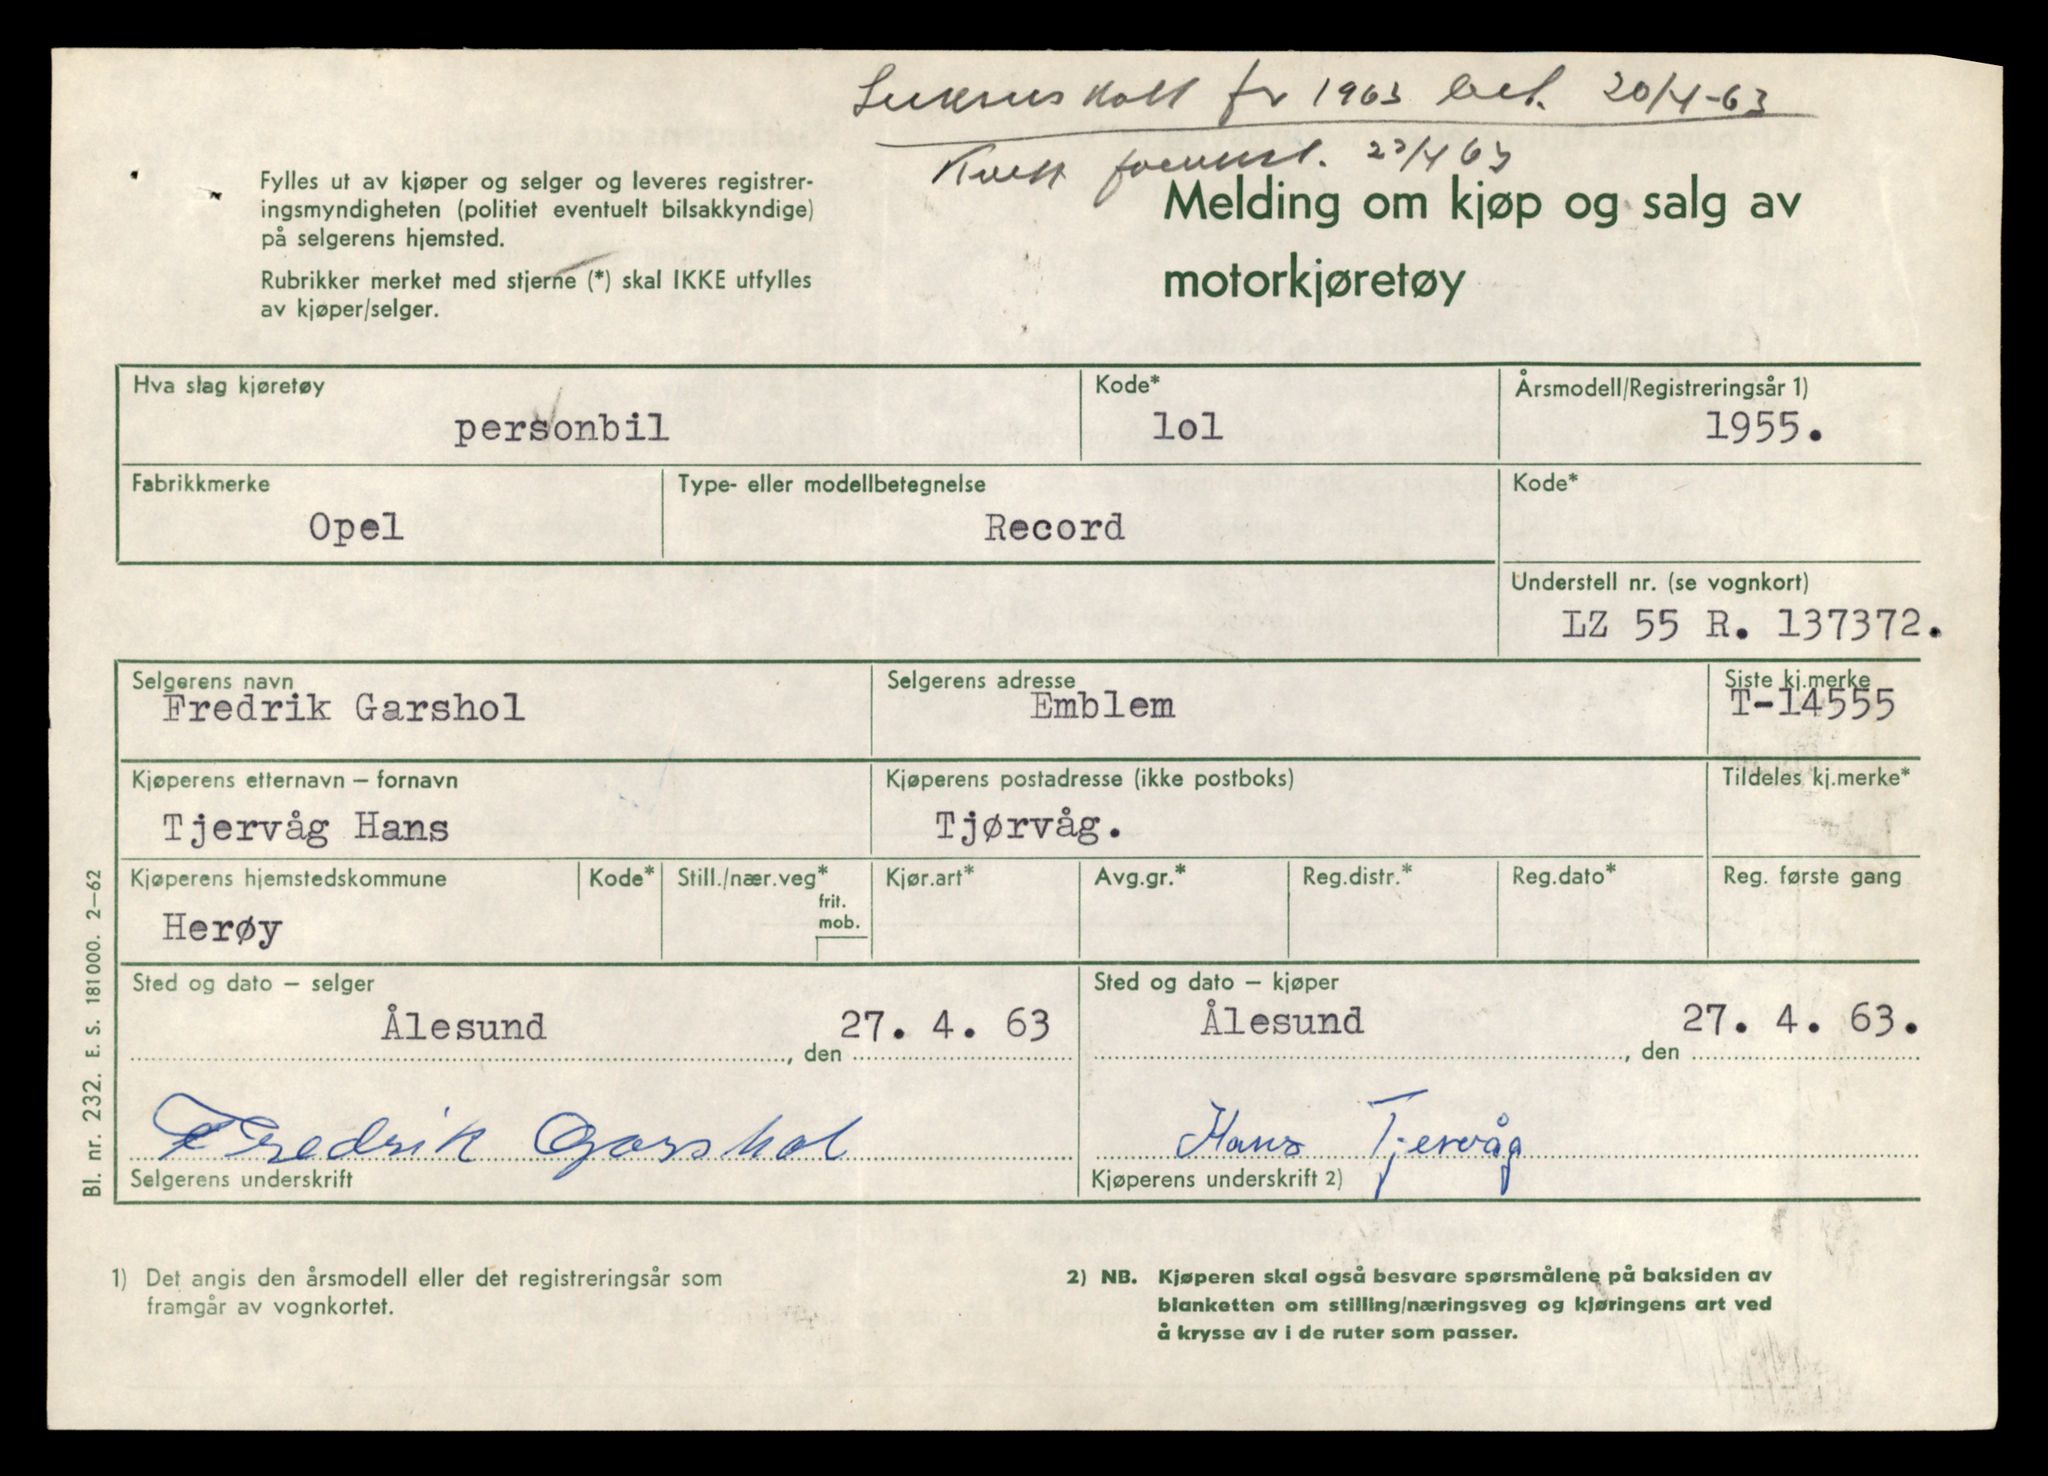 Luksusskatt for 1963 bet. 20/4-63
Kvitt 23/4 63
Fylles ut av kjøper og selger og leveres registrer-
ingsmyndigheten (politiet eventuelt bilsakkyndige)
på selgerens hjemsted.
Rubrikker merket med stjerne (*) skal IKKE utfylles
av kjøper/selger.
Melding om kjøp og salg av
motorkjøretøy
Hva slag kjøretøy Kode* Årsmodell/Registreringsår 1)
personbil lol 1955.
Fabrikkmerke Type- eller modellbetegnelse Kode*
Opel Record
Understell nr. (se vognkort)
LZ 55 R. 137372.
Selgerens navn Selgerens adresse Siste kj.merke
Fredrik Garshol Emblem T-14555
Kjøperens etternavn – fornavn Kjøperens postadresse (ikke postboks) Tildeles kj.merke*
Tjervåg Hans Tjørvåg.
Kjøperens hjemstedskommune Kode* Still./nær.veg* Kjør.art* Avg.gr.* Reg.distr.* Reg.dato* Reg. første gang
frit.
mob.
Herøy
Sted og dato – selger Sted og dato – kjøper
Ålesund , den 27. 4. 63 Ålesund , den 27. 4. 63.
Fredrik Garshol Hans Tjervåg
Selgerens underskrift Kjøperens underskrift 2)
Bl. nr. 232. E. S. 181000. 2–62
1) Det angis den årsmodell eller det registreringsår som
framgår av vognkortet.
2) NB. Kjøperen skal også besvare spørsmålene på baksiden av
blanketten om stilling/næringsveg og kjøringens art ved
å krysse av i de ruter som passer.